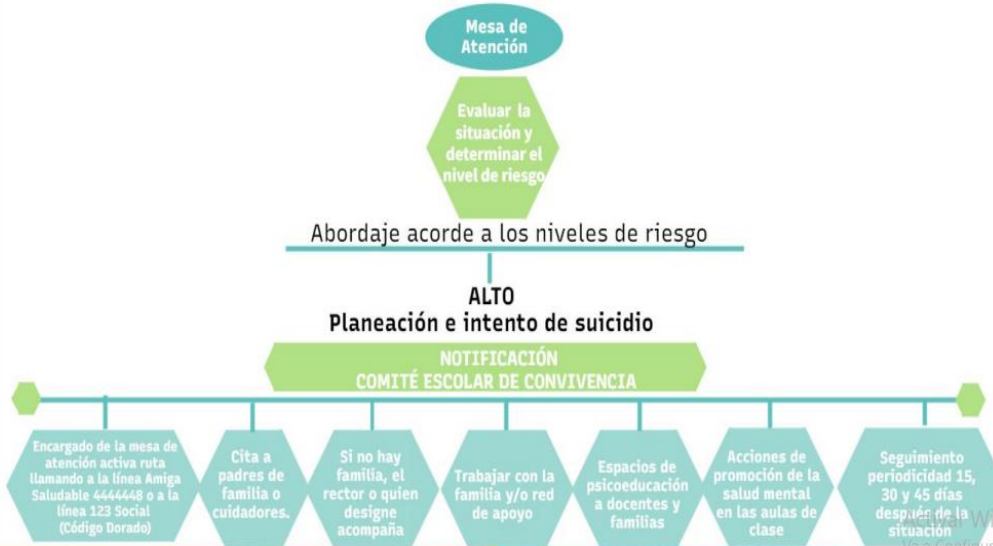 Mesa de
Atención
Evaluar la
situación y
determinar el
nivel de riesgo
Abordaje acorde a los niveles de riesgo
ALTO
Planeación e intento de suicidio
NOTIFICACIÓN
COMITÉ ESCOLAR DE CONVIVENCIA
Encargado de la mesa de
atención activa ruta
llamando a la línea Amiga
Saludable 4444448 o a la
línea 123 Social
(Código Dorado)
Cita a
padres de
familia o
cuidadores.
Si no hay
familia, el
rector o quien
designe
acompaña
Trabajar con la
familia y/o red
de apoyo
Espacios de
psicoeducación
a docentes y
familias
Acciones de
promoción de la
salud mental
en las aulas de
clase
Seguimiento
periodicidad 15,
30 y 45 días
después de la
situación